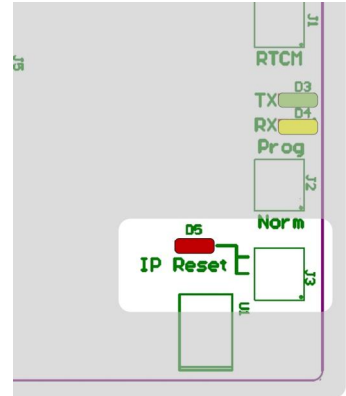 J1
RTCM
J5
D3
TX
D4
RX
Prog
J2
Norm
D5
IP Reset
J3
U1